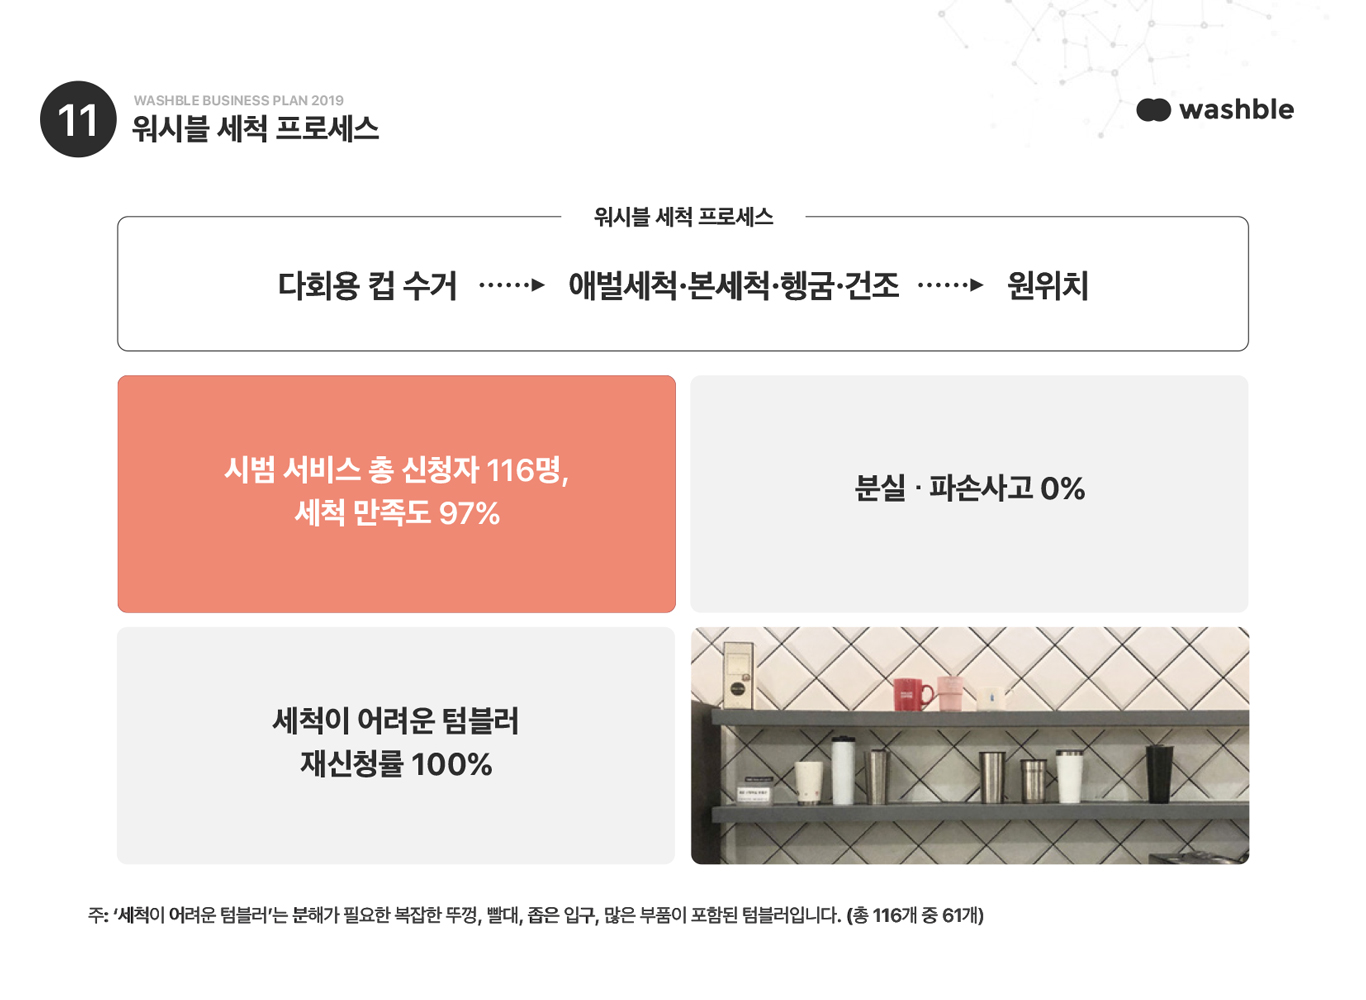 11
WASHBLE BUSINESS PLAN 2019
워시블 세척 프로세스
washble
워시블 세척 프로세스
다회용 컵 수거 ······▶ 애벌세척·본세척·헹굼·건조 ······▶ 원위치
시범 서비스 총 신청자 116명,
세척 만족도 97%
분실 · 파손사고 0%
세척이 어려운 텀블러
재신청률 100%
주: ‘세척이 어려운 텀블러’는 분해가 필요한 복잡한 뚜껑, 빨대, 좁은 입구, 많은 부품이 포함된 텀블러입니다. (총 116개 중 61개)